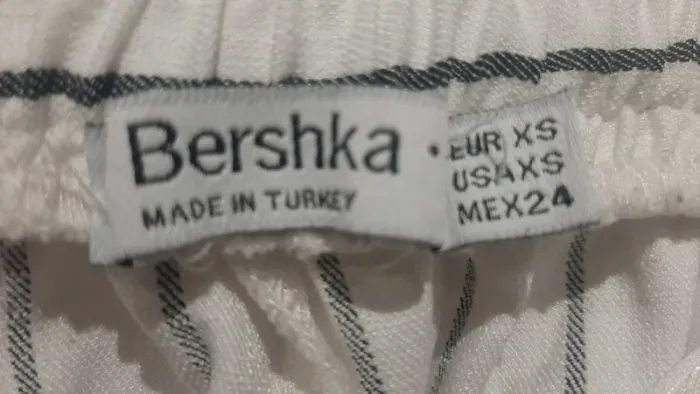 Bershka
MADE IN TURKEY
EUR XS
USA XS
MEX 24